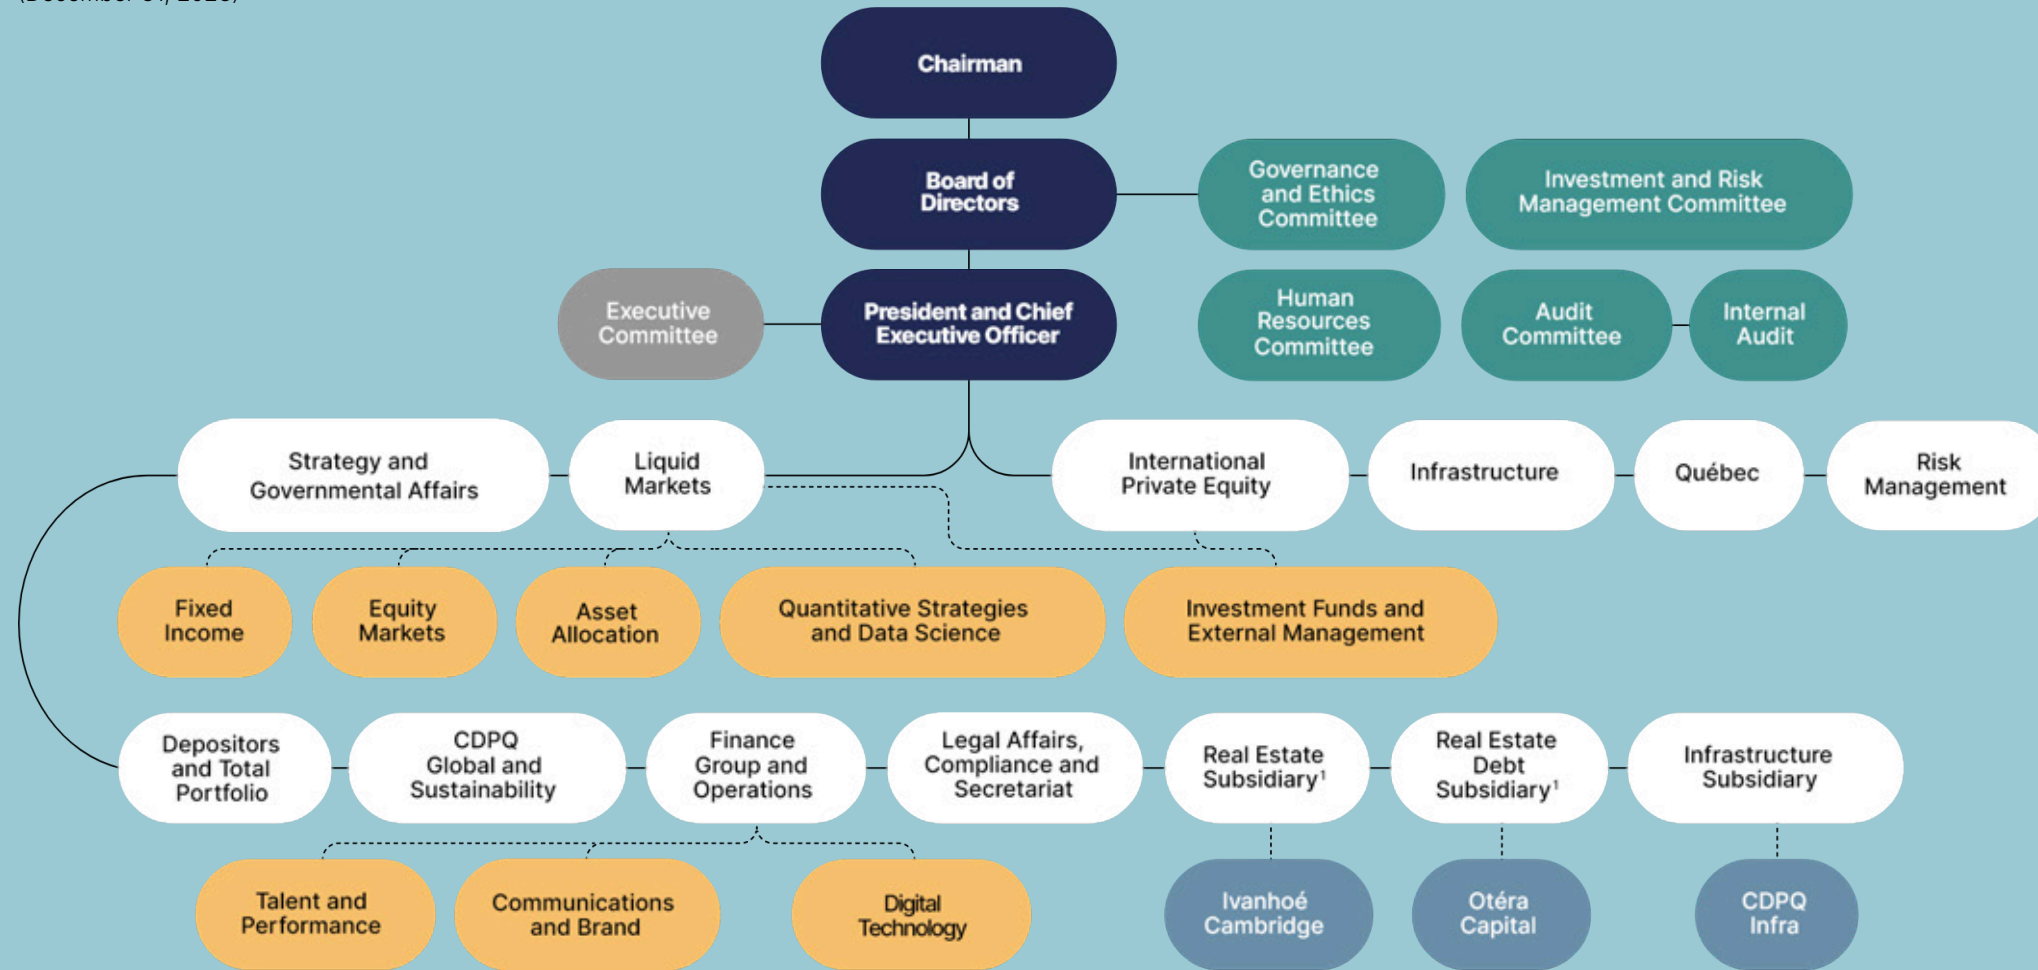 Chairman
Board of
Directors
Governance
and Ethics
Committee
Investment and Risk
Management Committee
Executive
Committee
President and Chief
Executive Officer
Human
Resources
Committee
Audit
Committee
Internal
Audit
Strategy and
Governmental Affairs
Liquid
Markets
International
Private Equity
Infrastructure
Québec
Risk
Management
Fixed
Income
Equity
Markets
Asset
Allocation
Quantitative Strategies
and Data Science
Investment Funds and
External Management
Depositors
and Total
Portfolio
CDPQ
Global and
Sustainability
Finance
Group and
Operations
Legal Affairs,
Compliance and
Secretariat
Real Estate
Subsidiary¹
Real Estate
Debt
Subsidiary¹
Infrastructure
Subsidiary
Talent and
Performance
Communications
and Brand
Digital
Technology
Ivanhoé
Cambridge
Otéra
Capital
CDPQ
Infra